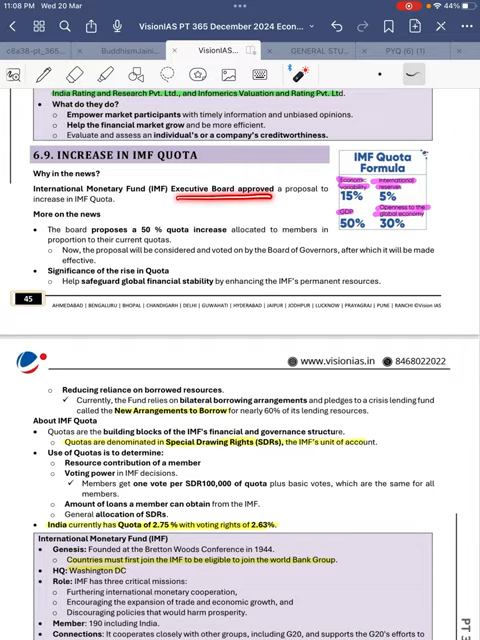 11:08 PM Wed 20 Mar
44%
VisionIAS PT 365 December 2024 Econ...
c8a38-pt_365...
BuddhismJaini...
VisionIAS...
GENERAL STU...
PYQ (6) (1)
India Rating and Research Pvt. Ltd., and Infomerics Valuation and Rating Pvt. Ltd.
• What do they do?
o Empower market participants with timely information and unbiased opinions.
o Help the financial market grow and be more efficient.
o Evaluate and assess an individual's or a company's creditworthiness.
6.9. INCREASE IN IMF QUOTA
Why in the news?
International Monetary Fund (IMF) Executive Board approved a proposal to
increase in IMF Quota.
More on the news
• The board proposes a 50 % quota increase allocated to members in
proportion to their current quotas.
o Now, the proposal will be considered and voted on by the Board of Governors, after which it will be made
effective.
• Significance of the rise in Quota
o Help safeguard global financial stability by enhancing the IMF's permanent resources.
IMF Quota
Formula
Economic variability
15%
International reserves
5%
GDP
50%
Openness to the global economy
30%
45
AHMEDABAD | BENGALURU | BHOPAL | CHANDIGARH | DELHI | GUWAHATI | HYDERABAD | JAIPUR | JODHPUR | LUCKNOW | PRAYAGRAJ | PUNE | RANCHI ©Vision IAS
www.visionias.in
8468022022
o Reducing reliance on borrowed resources.
✓ Currently, the Fund relies on bilateral borrowing arrangements and pledges to a crisis lending fund
called the New Arrangements to Borrow for nearly 60% of its lending resources.
About IMF Quota
• Quotas are the building blocks of the IMF's financial and governance structure.
o Quotas are denominated in Special Drawing Rights (SDRs), the IMF's unit of account.
• Use of Quotas is to determine:
o Resource contribution of a member
o Voting power in IMF decisions.
✓ Members get one vote per SDR100,000 of quota plus basic votes, which are the same for all
members.
o Amount of loans a member can obtain from the IMF.
o General allocation of SDRs.
• India currently has Quota of 2.75 % with voting rights of 2.63%.
International Monetary Fund (IMF)
• Genesis: Founded at the Bretton Woods Conference in 1944.
o Countries must first join the IMF to be eligible to join the world Bank Group.
• HQ: Washington DC
• Role: IMF has three critical missions:
o Furthering international monetary cooperation,
o Encouraging the expansion of trade and economic growth, and
o Discouraging policies that would harm prosperity.
• Member: 190 including India.
• Connections: It cooperates closely with other groups, including G20, and supports the G20's efforts to
PT